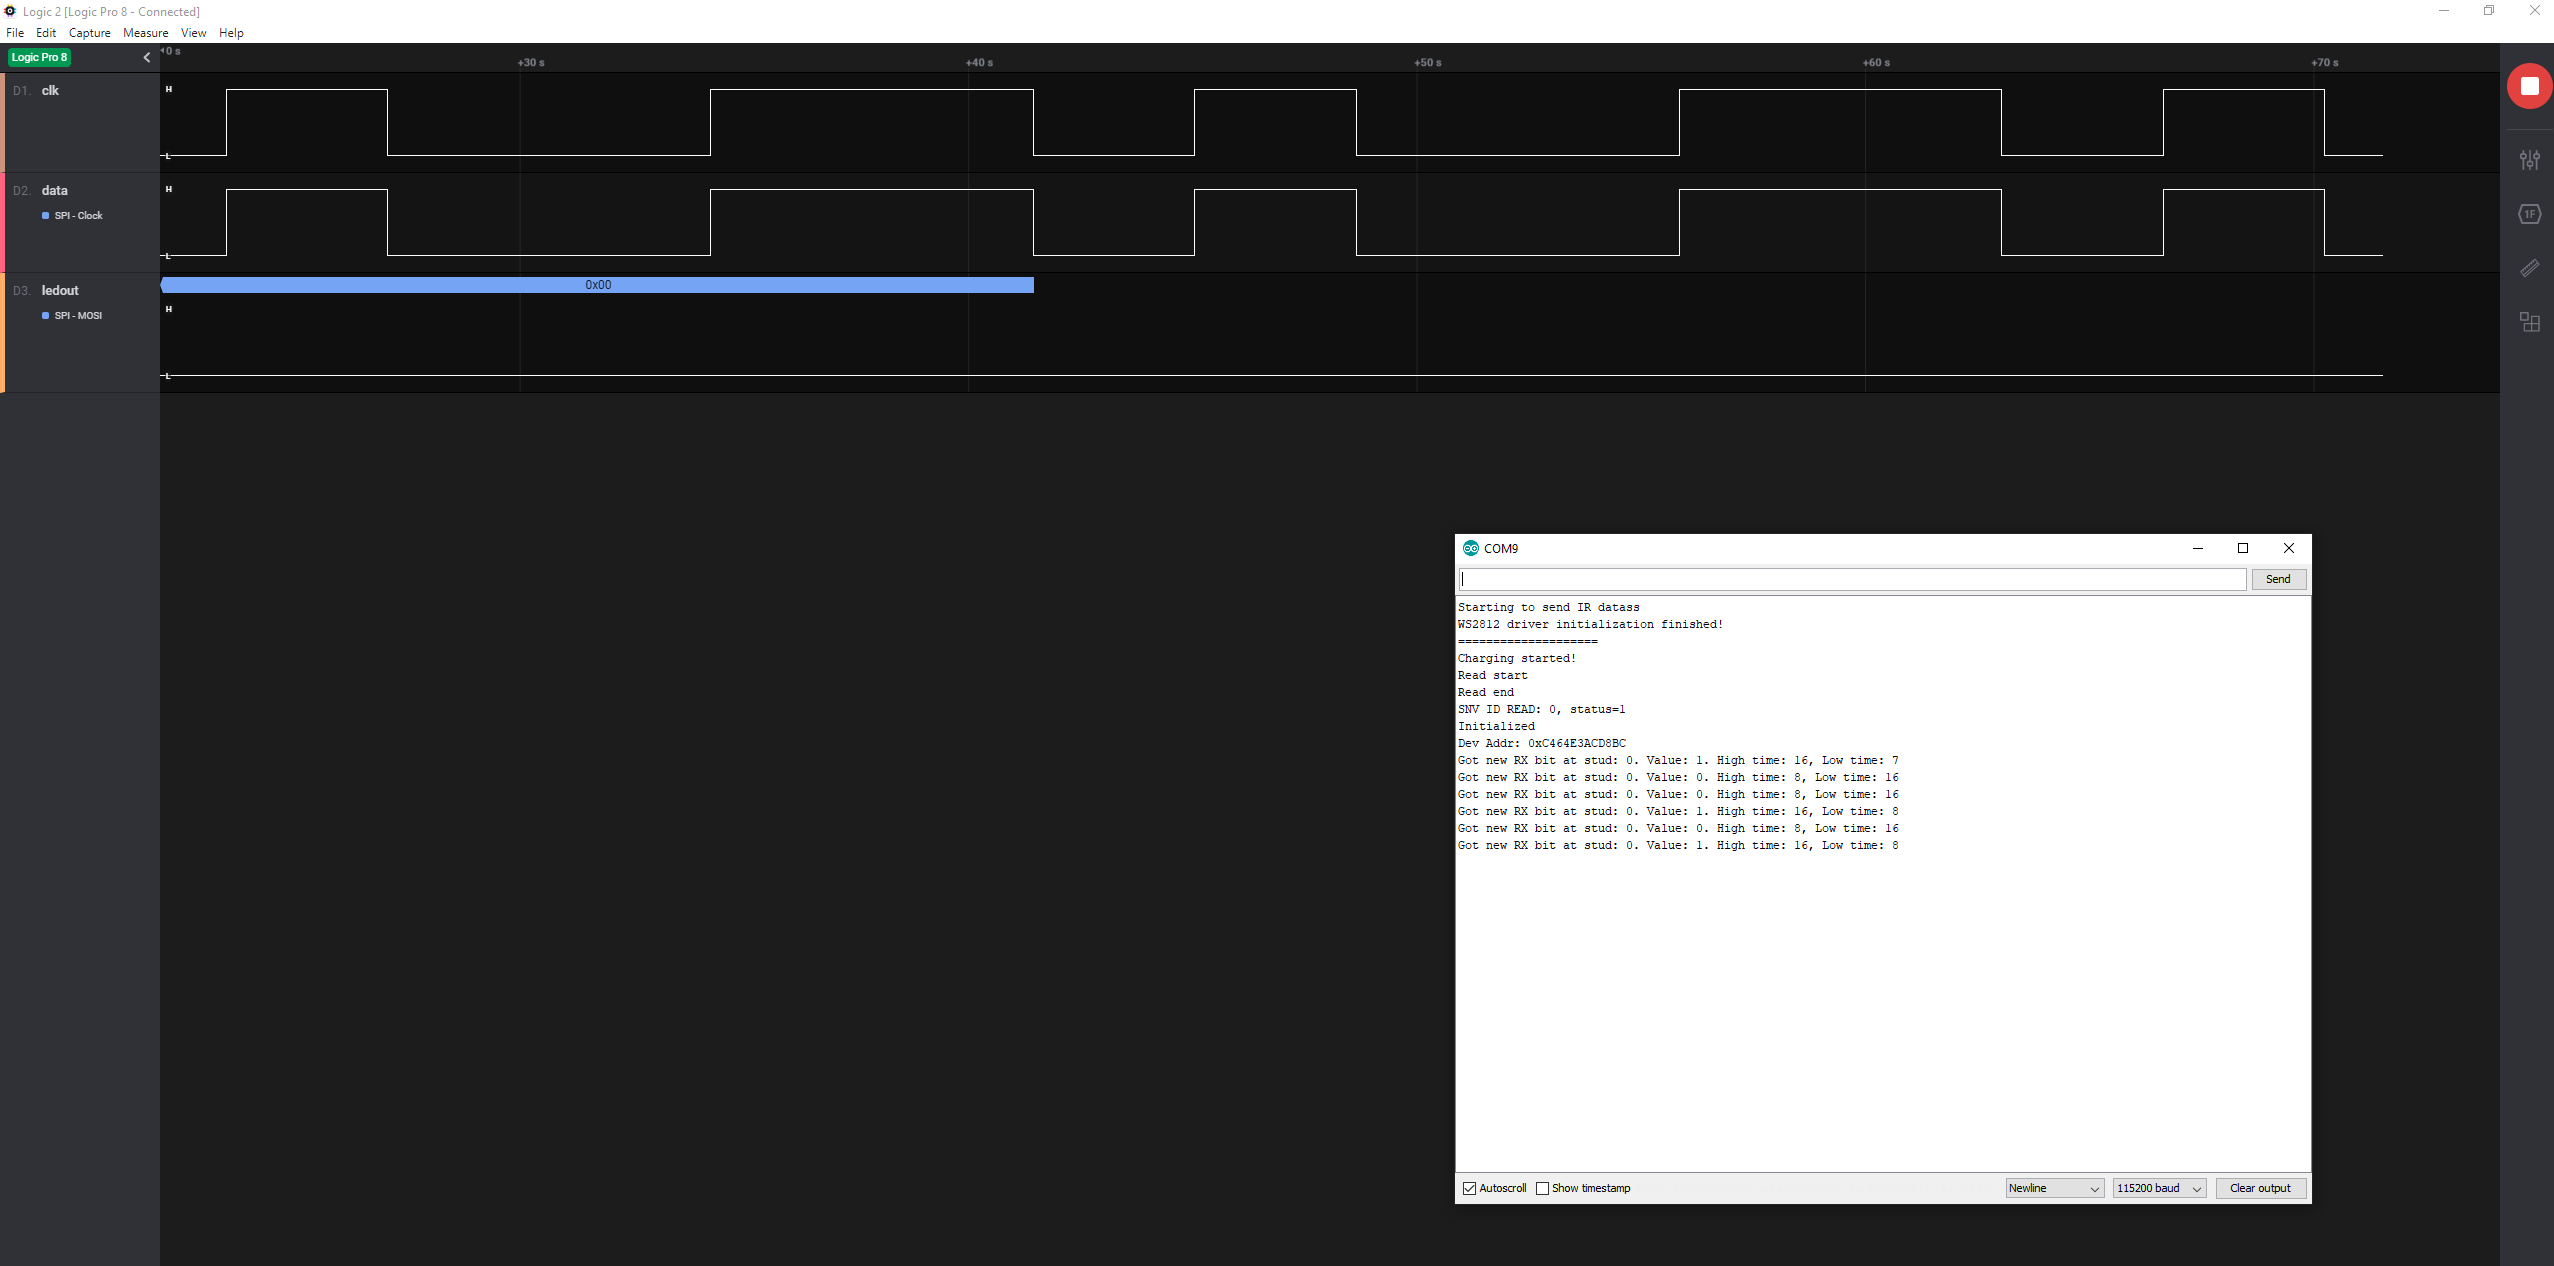 Logic 2 [Logic Pro 8 - Connected]
File Edit Capture Measure View Help
Logic Pro 8
0 s
+30 s +40 s +50 s +60 s +70 s
D1. clk
H
L
D2. data
SPI - Clock
H
L
D3. ledout
SPI - MOSI
0x00
H
L
1F
COM9
Send
Starting to send IR datass
WS2812 driver initialization finished!
====================
Charging started!
Read start
Read end
SNV ID READ: 0, status=1
Initialized
Dev Addr: 0xC464E3ACD8BC
Got new RX bit at stud: 0. Value: 1. High time: 16, Low time: 7
Got new RX bit at stud: 0. Value: 0. High time: 8, Low time: 16
Got new RX bit at stud: 0. Value: 0. High time: 8, Low time: 16
Got new RX bit at stud: 0. Value: 1. High time: 16, Low time: 8
Got new RX bit at stud: 0. Value: 0. High time: 8, Low time: 16
Got new RX bit at stud: 0. Value: 1. High time: 16, Low time: 8
Autoscroll Show timestamp Newline 115200 baud Clear output